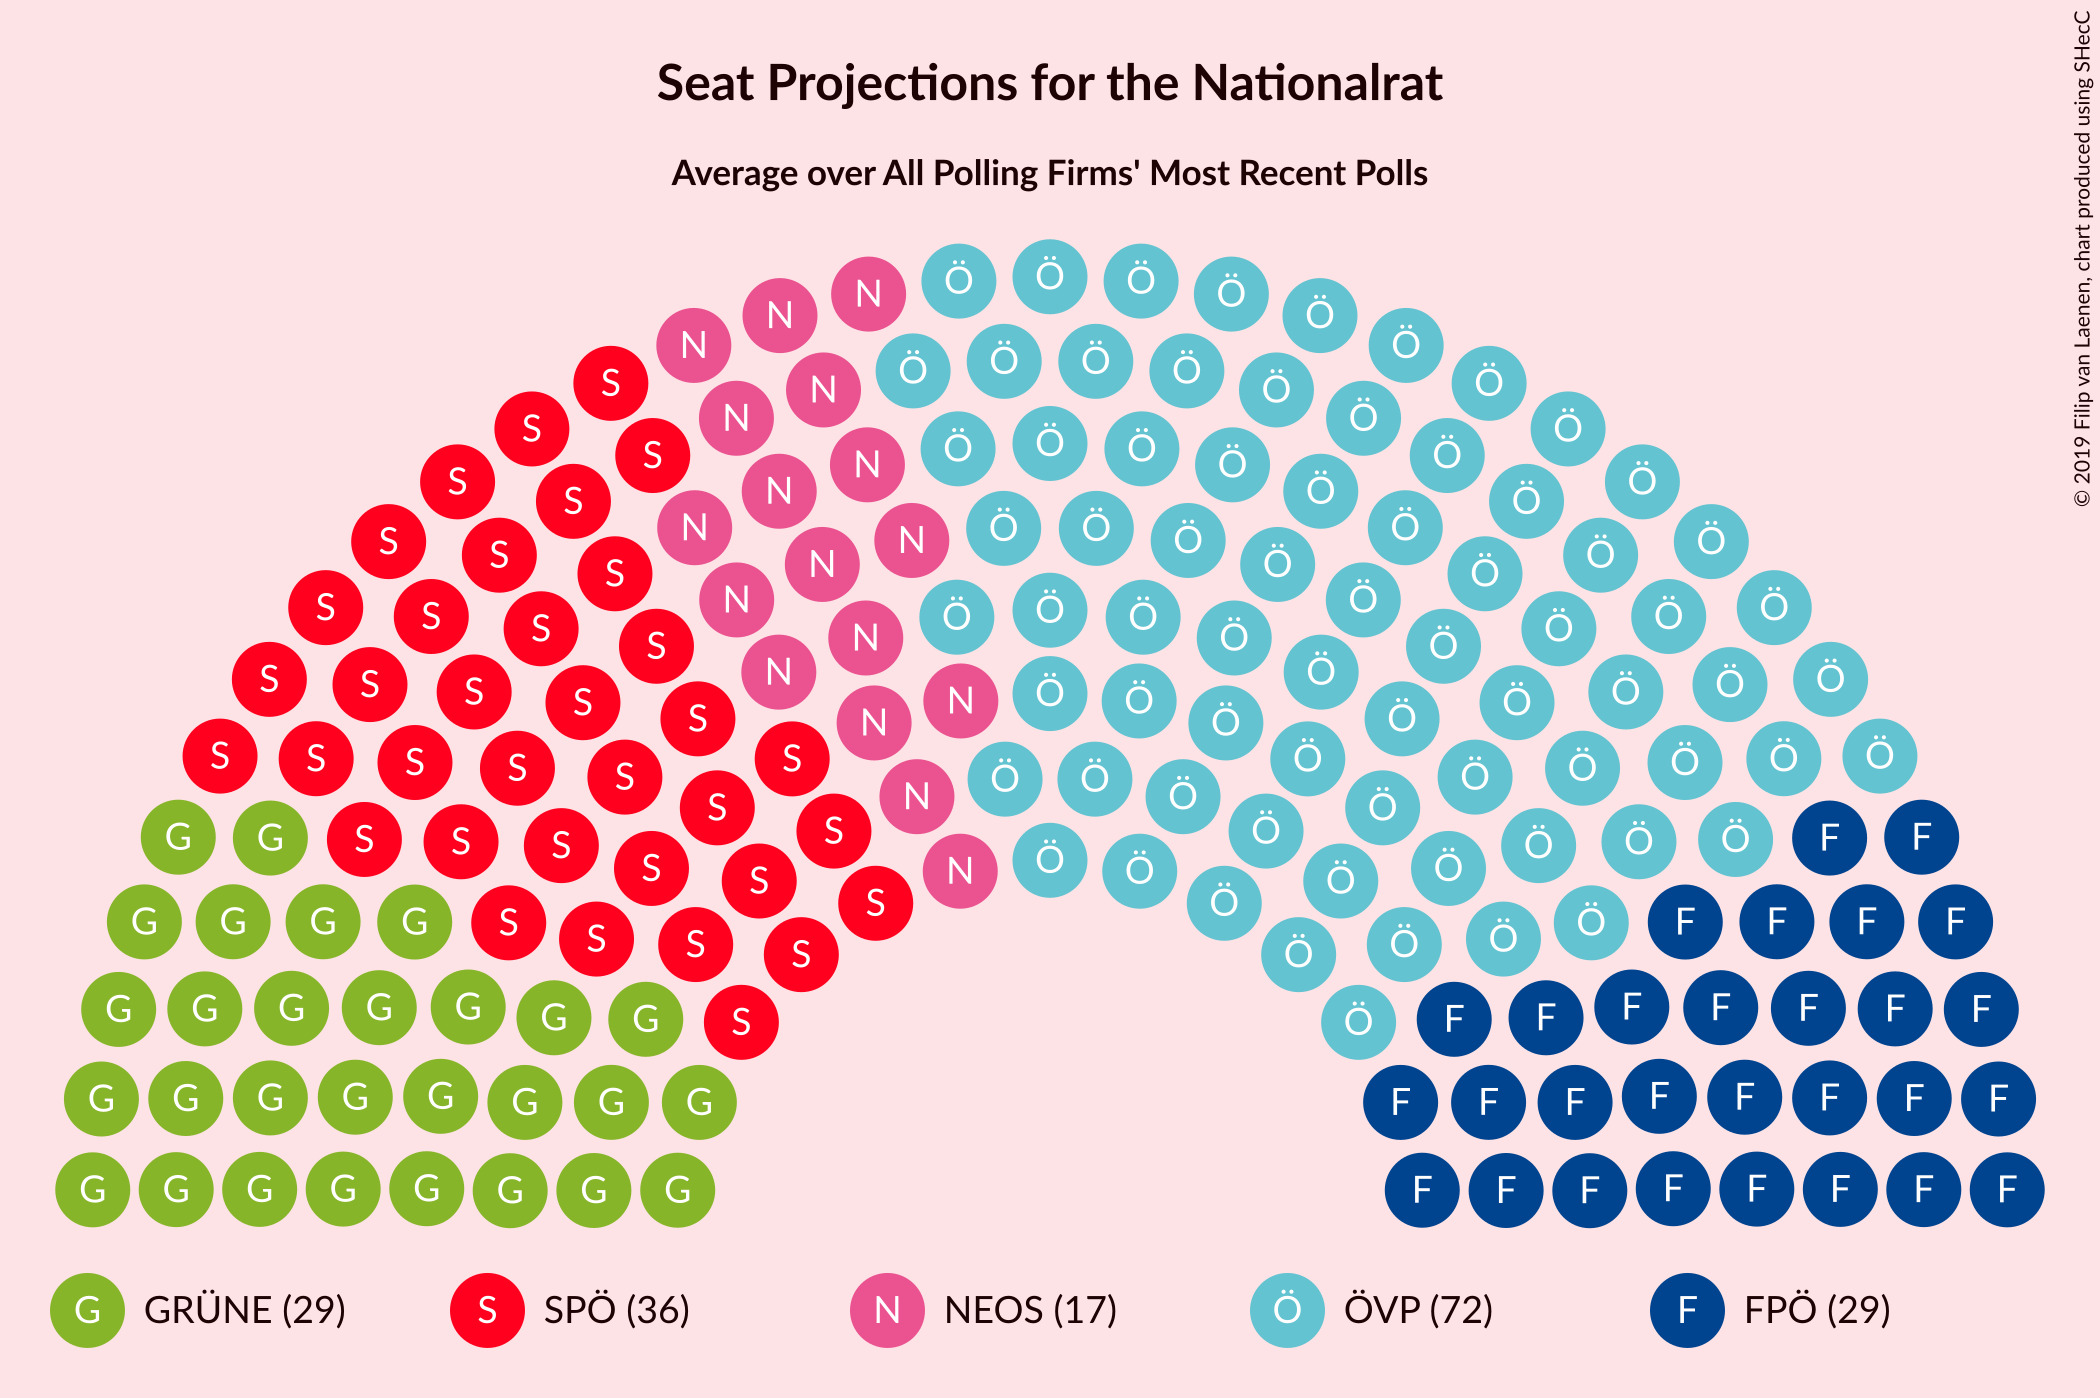 Seat Projections for the Nationalrat
Average over All Polling Firms' Most Recent Polls
© 2019 Filip van Laenen, chart produced using SHecC
N N N Ö Ö Ö Ö Ö Ö
S S S N N Ö Ö Ö Ö Ö Ö Ö Ö
S S S N N Ö Ö Ö Ö Ö Ö Ö Ö
S S S N N N Ö Ö Ö Ö Ö Ö Ö Ö
S S S S N N Ö Ö Ö Ö Ö Ö Ö Ö
S S S S S N N N N Ö Ö Ö Ö Ö Ö Ö Ö Ö Ö
S S S S S S S N Ö Ö Ö Ö Ö Ö Ö Ö Ö Ö Ö
G G S S S S S S N Ö Ö Ö Ö Ö Ö Ö Ö Ö F F
G G G G S S S S S Ö Ö Ö Ö Ö F F F F
G G G G G G G S Ö F F F F F F F
G G G G G G G G F F F F F F F F
G G G G G G G G F F F F F F F F
G GRÜNE (29) S SPÖ (36) N NEOS (17) Ö ÖVP (72) F FPÖ (29)